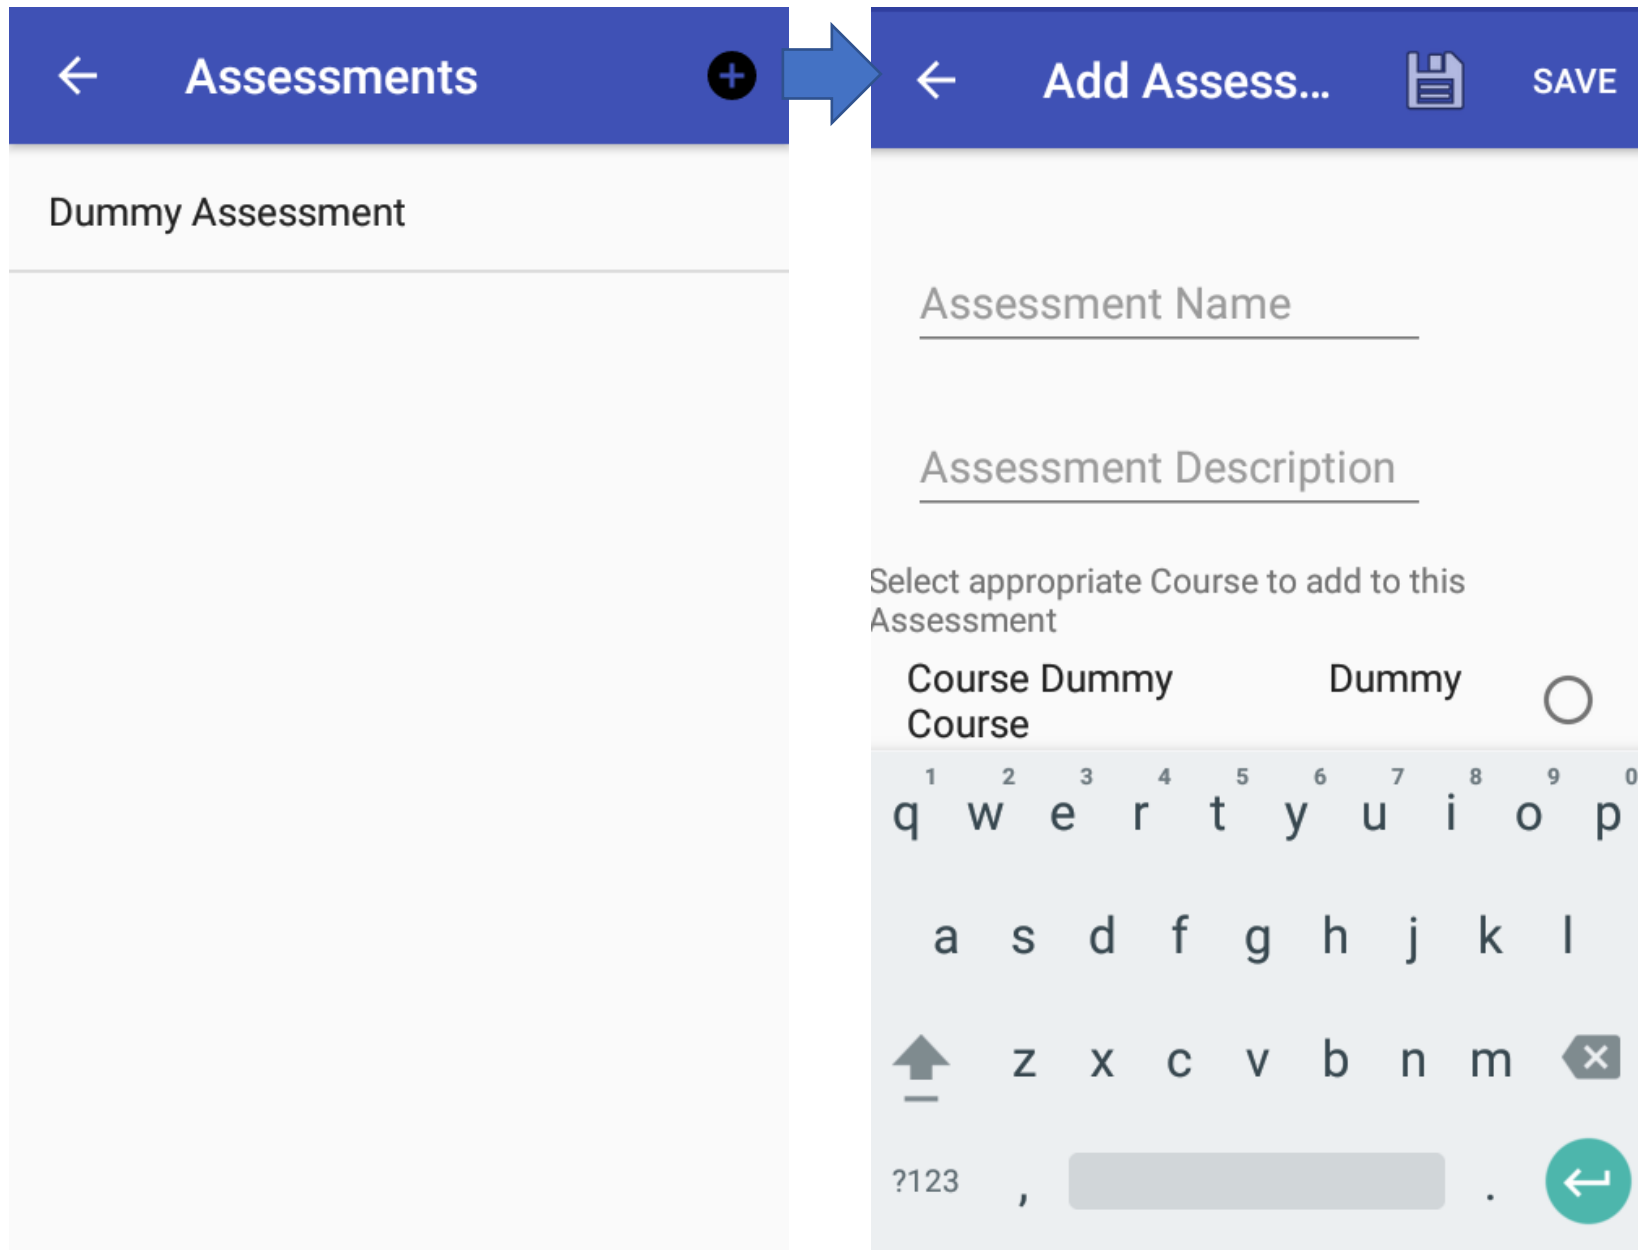 Assessments
Dummy Assessment
Add Assess...
SAVE
Assessment Name
Assessment Description
Select appropriate Course to add to this
Assessment
Course Dummy
Course
Dummy
1 2 3 4 5 6 7 8 9 0
q w e r t y u i o p
a s d f g h j k l
z x c v b n m
?123 , .